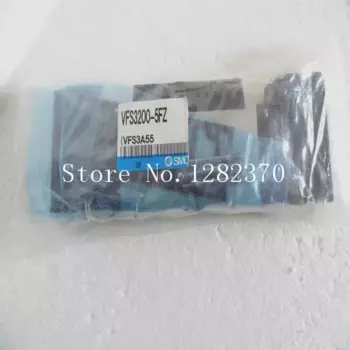 VFS3200-5FZ
VFS3A55
SMC
Store No.: 1282370